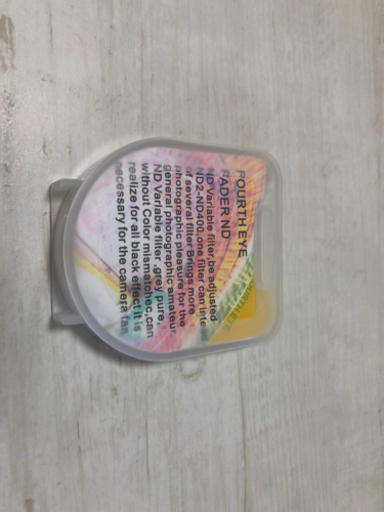 FOURTH EYE
FADER ND
ND Variable filter,be adjusted
ND2-ND400,one filter can inte
of several filter Brings more
photographic pleasure for the
general photographic amateur
ND Variable filter ,grey pure,
without Color mismatched,can
realize for all black effect it is
necessary for the camera fan